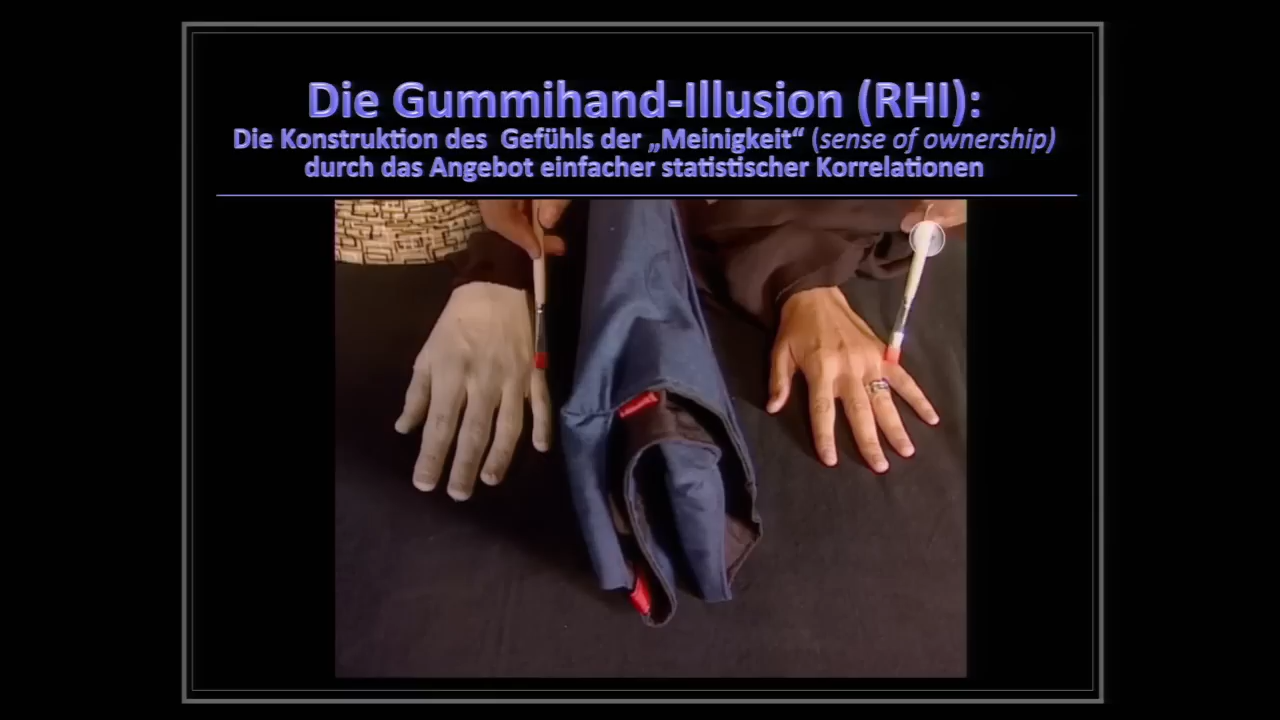 Die Gummihand-Illusion (RHI):
Die Konstruktion des Gefühls der „Meinigkeit“ (sense of ownership)
durch das Angebot einfacher statistischer Korrelationen